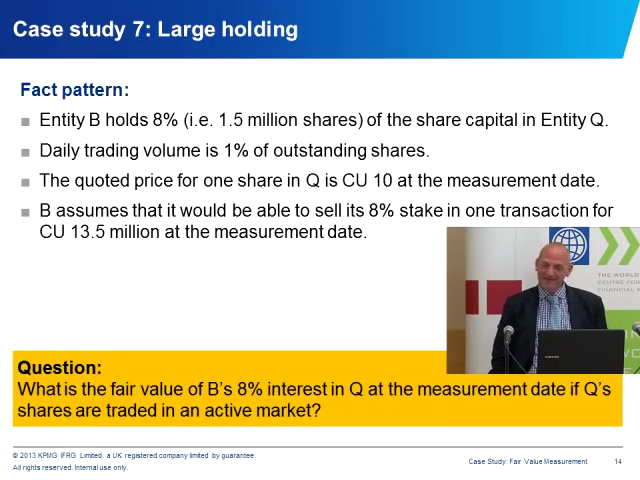 Case study 7: Large holding
Fact pattern:
Entity B holds 8% (i.e. 1.5 million shares) of the share capital in Entity Q.
Daily trading volume is 1% of outstanding shares.
The quoted price for one share in Q is CU 10 at the measurement date.
B assumes that it would be able to sell its 8% stake in one transaction for
CU 13.5 million at the measurement date.
THE WORLD
CENTRE FOR
FINANCIAL
Question:
What is the fair value of B's 8% interest in Q at the measurement date if Q's
shares are traded in an active market?
© 2013 KPMG IFRG Limited, a UK registered company limited by guarantee.
All rights reserved. Internal use only.
Case Study: Fair Value Measurement
14